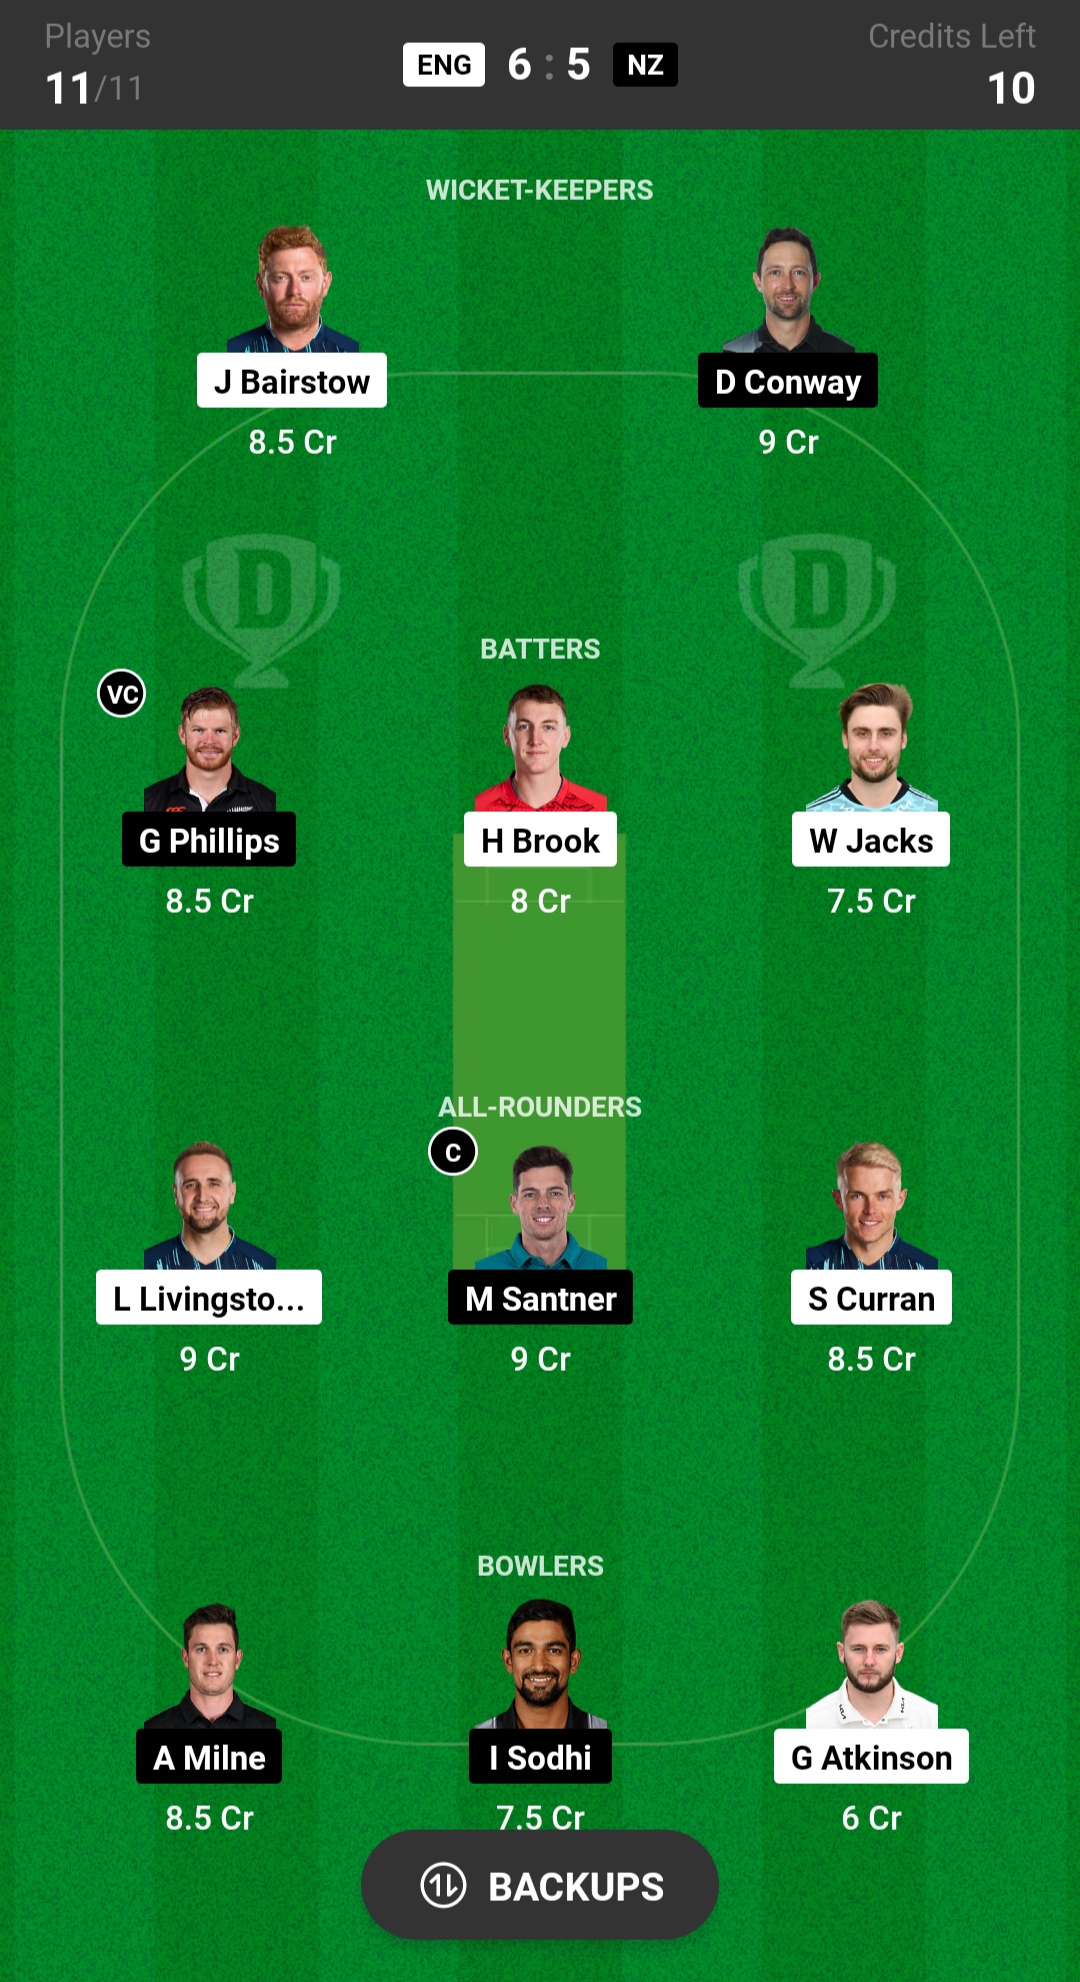 Players
Credits Left
11/11
ENG 6 : 5 NZ
10
WICKET-KEEPERS
J Bairstow
D Conway
8.5 Cr
9 Cr
D
D
BATTERS
VC
G Phillips
H Brook
W Jacks
8.5 Cr
8 Cr
7.5 Cr
ALL-ROUNDERS
C
L Livingsto...
M Santner
S Curran
9 Cr
9 Cr
8.5 Cr
BOWLERS
A Milne
I Sodhi
G Atkinson
8.5 Cr
7.5 Cr
6 Cr
BACKUPS